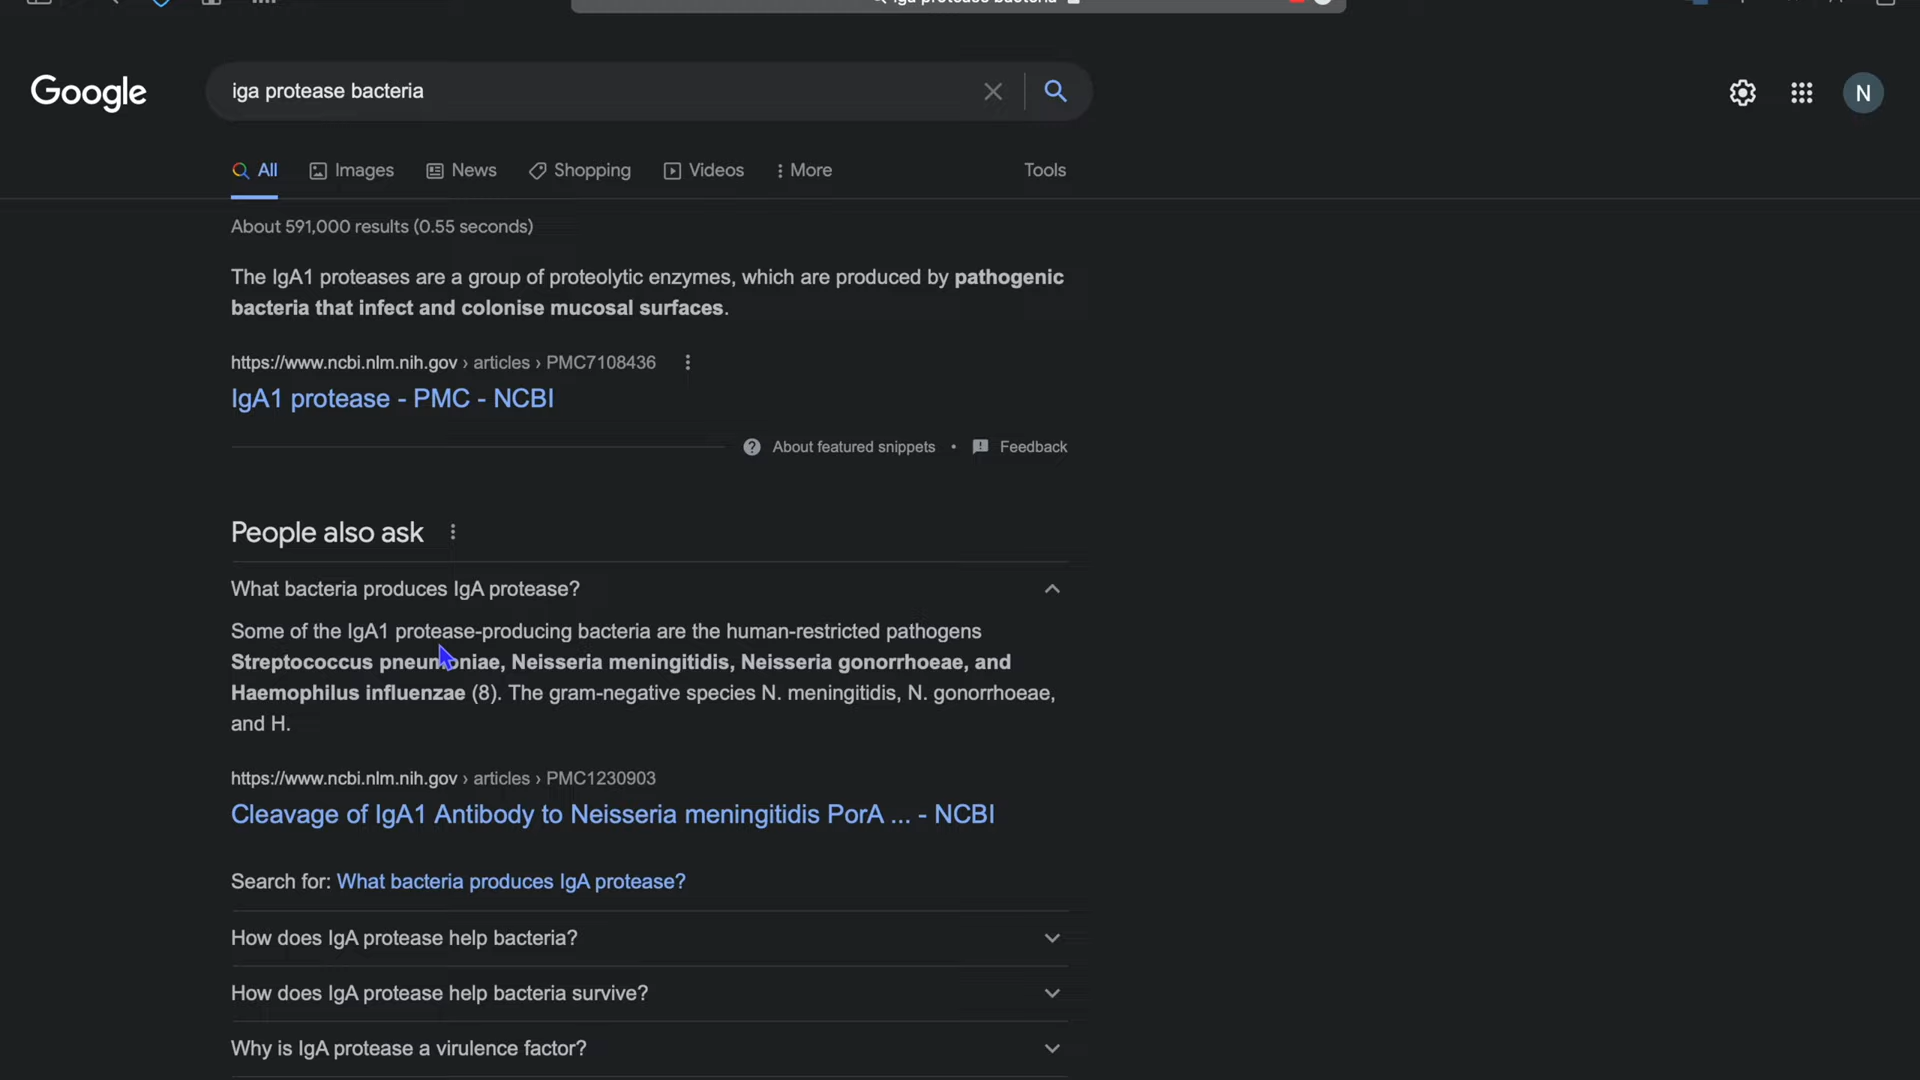 iga protease bacteria
Google
iga protease bacteria
N
All
Images
News
Shopping
Videos
More
Tools
About 591,000 results (0.55 seconds)
The IgA1 proteases are a group of proteolytic enzymes, which are produced by pathogenic
bacteria that infect and colonise mucosal surfaces.
https://www.ncbi.nlm.nih.gov › articles › PMC7108436
IgA1 protease - PMC - NCBI
About featured snippets • Feedback
People also ask
What bacteria produces IgA protease?
Some of the IgA1 protease-producing bacteria are the human-restricted pathogens
Streptococcus pneumoniae, Neisseria meningitidis, Neisseria gonorrhoeae, and
Haemophilus influenzae (8). The gram-negative species N. meningitidis, N. gonorrhoeae,
and H.
https://www.ncbi.nlm.nih.gov › articles › PMC1230903
Cleavage of IgA1 Antibody to Neisseria meningitidis PorA ... - NCBI
Search for: What bacteria produces IgA protease?
How does IgA protease help bacteria?
How does IgA protease help bacteria survive?
Why is IgA protease a virulence factor?